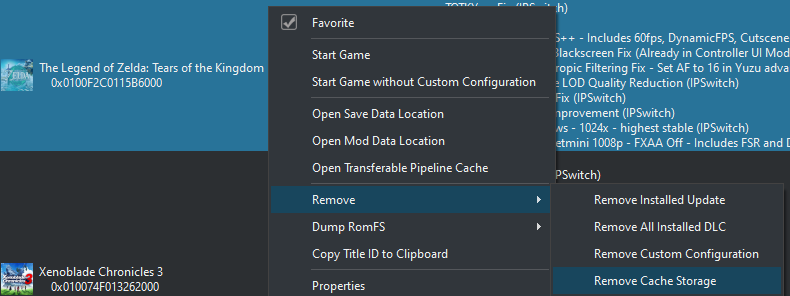 Fix (IPSwitch)
The Legend of Zelda: Tears of the Kingdom
0x0100F2C0115B6000
S++ - Includes 60fps, DynamicFPS, Cutscene
Blackscreen Fix (Already in Controller UI Mod
ropic Filtering Fix - Set AF to 16 in Yuzu adva
LOD Quality Reduction (IPSwitch)
Fix (IPSwitch)
mprovement (IPSwitch)
ws - 1024x - highest stable (IPSwitch)
etmini 1008p - FXAA Off - Includes FSR and D
IPSwitch)
Xenoblade Chronicles 3
0x010074F013262000
Favorite
Start Game
Start Game without Custom Configuration
Open Save Data Location
Open Mod Data Location
Open Transferable Pipeline Cache
Remove
Dump RomFS
Copy Title ID to Clipboard
Properties
Remove Installed Update
Remove All Installed DLC
Remove Custom Configuration
Remove Cache Storage